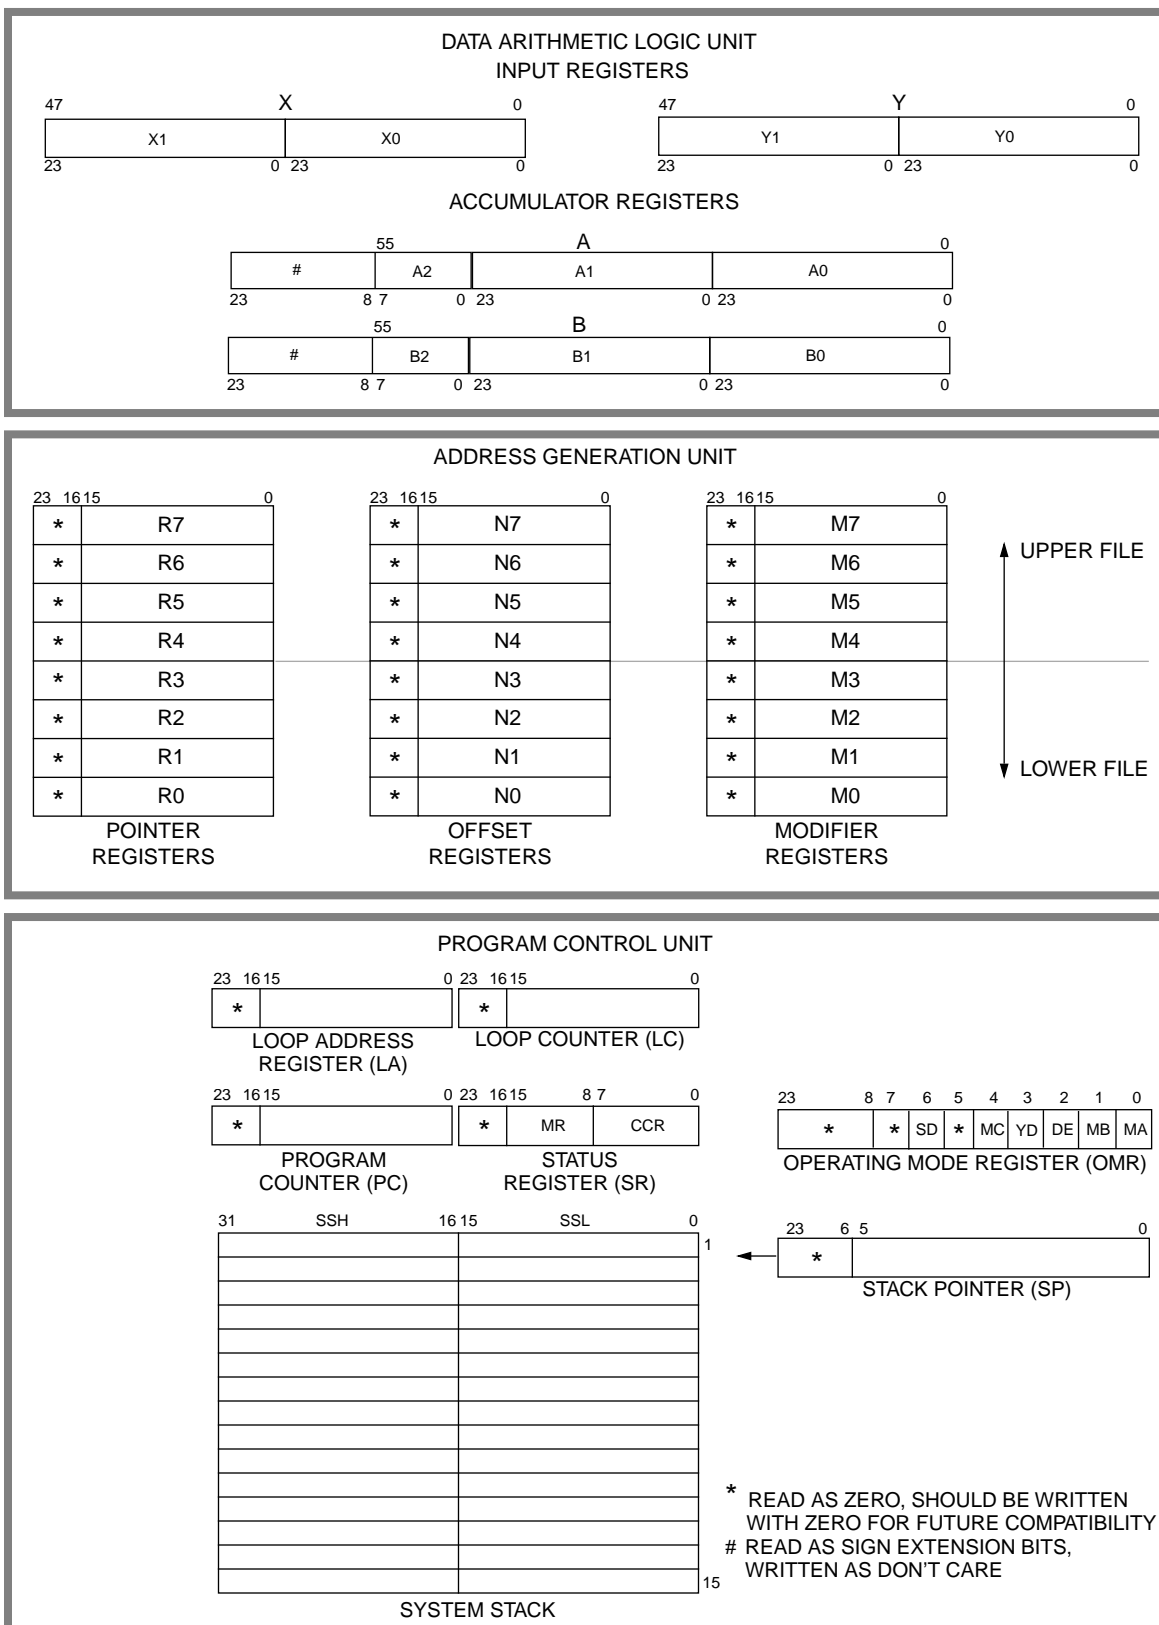 DATA ARITHMETIC LOGIC UNIT
INPUT REGISTERS
47 X 0 47 Y 0
X1 X0 Y1 Y0
23 0 23 0 23 0 23 0
ACCUMULATOR REGISTERS
55 A 0
# A2 A1 A0
23 8 7 0 23 0 23 0
55 B 0
# B2 B1 B0
23 8 7 0 23 0 23 0
ADDRESS GENERATION UNIT
23 16 15 0 23 16 15 0 23 16 15 0
* R7 * N7 * M7
* R6 * N6 * M6 UPPER FILE
* R5 * N5 * M5
* R4 * N4 * M4
* R3 * N3 * M3
* R2 * N2 * M2
* R1 * N1 * M1 LOWER FILE
* R0 * N0 * M0
POINTER OFFSET MODIFIER
REGISTERS REGISTERS REGISTERS
PROGRAM CONTROL UNIT
23 16 15 0 23 16 15 0
* *
LOOP ADDRESS LOOP COUNTER (LC)
REGISTER (LA)
23 16 15 0 23 16 15 8 7 0 23 8 7 6 5 4 3 2 1 0
* * MR CCR * * SD * MC YD DE MB MA
PROGRAM STATUS OPERATING MODE REGISTER (OMR)
COUNTER (PC) REGISTER (SR)
31 SSH 16 15 SSL 0 23 6 5 0
1 *
STACK POINTER (SP)
* READ AS ZERO, SHOULD BE WRITTEN
WITH ZERO FOR FUTURE COMPATIBILITY
# READ AS SIGN EXTENSION BITS,
WRITTEN AS DON'T CARE
15
SYSTEM STACK